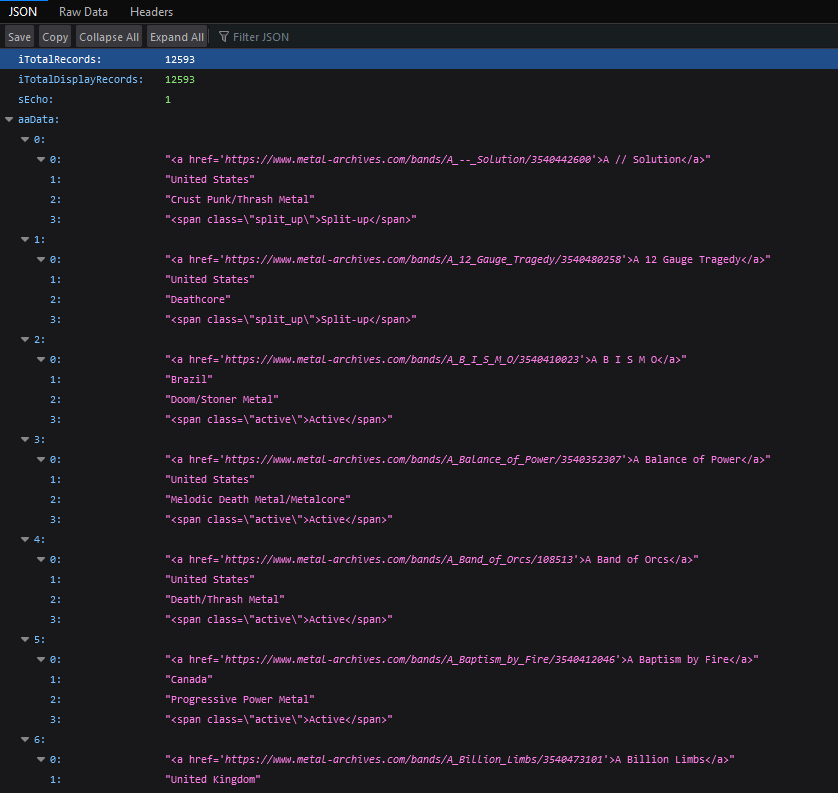 JSON Raw Data Headers
Save Copy Collapse All Expand All Filter JSON
iTotalRecords: 12593
iTotalDisplayRecords: 12593
sEcho: 1
aaData:
0:
0: "<a href='https://www.metal-archives.com/bands/A_--_Solution/3540442600'>A // Solution</a>"
1: "United States"
2: "Crust Punk/Thrash Metal"
3: "<span class=\"split_up\">Split-up</span>"
1:
0: "<a href='https://www.metal-archives.com/bands/A_12_Gauge_Tragedy/3540480258'>A 12 Gauge Tragedy</a>"
1: "United States"
2: "Deathcore"
3: "<span class=\"split_up\">Split-up</span>"
2:
0: "<a href='https://www.metal-archives.com/bands/A_B_I_S_M_O/3540410023'>A B I S M O</a>"
1: "Brazil"
2: "Doom/Stoner Metal"
3: "<span class=\"active\">Active</span>"
3:
0: "<a href='https://www.metal-archives.com/bands/A_Balance_of_Power/3540352307'>A Balance of Power</a>"
1: "United States"
2: "Melodic Death Metal/Metalcore"
3: "<span class=\"active\">Active</span>"
4:
0: "<a href='https://www.metal-archives.com/bands/A_Band_of_Orcs/108513'>A Band of Orcs</a>"
1: "United States"
2: "Death/Thrash Metal"
3: "<span class=\"active\">Active</span>"
5:
0: "<a href='https://www.metal-archives.com/bands/A_Baptism_by_Fire/3540412046'>A Baptism by Fire</a>"
1: "Canada"
2: "Progressive Power Metal"
3: "<span class=\"active\">Active</span>"
6:
0: "<a href='https://www.metal-archives.com/bands/A_Billion_Limbs/3540473101'>A Billion Limbs</a>"
1: "United Kingdom"